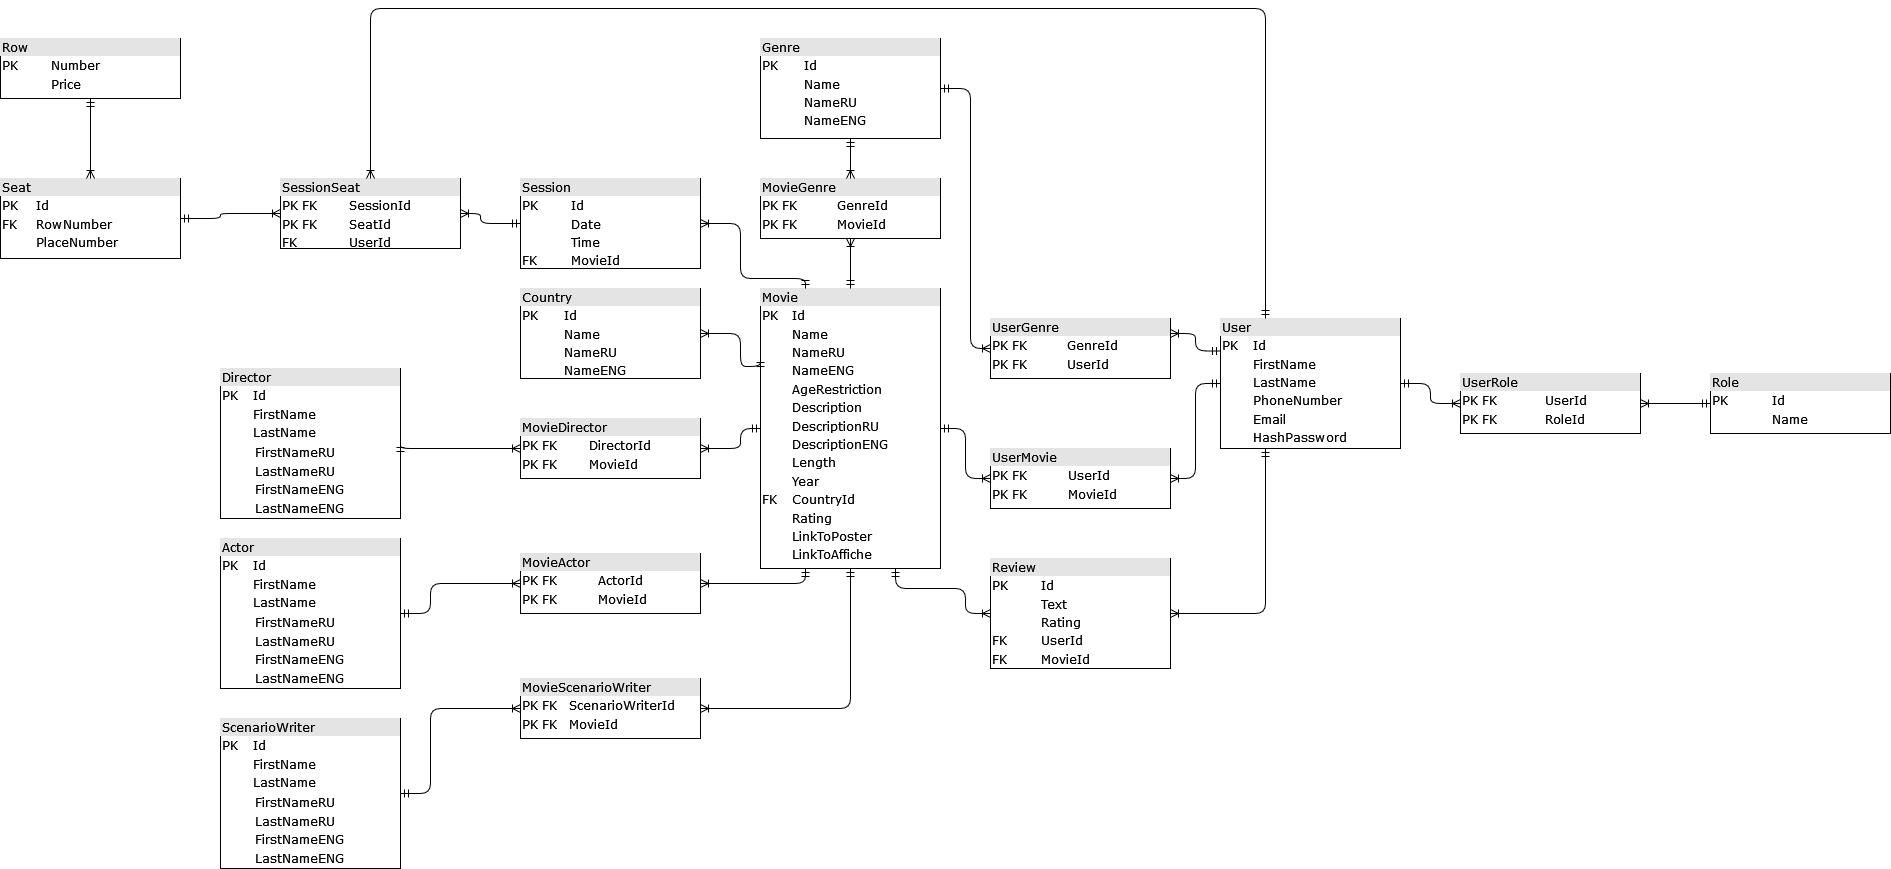 Row
PK Number
Price
Genre
PK Id
Name
NameRU
NameENG
Seat
PK Id
FK RowNumber
PlaceNumber
SessionSeat
PK FK SessionId
PK FK SeatId
FK UserId
Session
PK Id
Date
Time
FK MovieId
MovieGenre
PK FK GenreId
PK FK MovieId
Country
PK Id
Name
NameRU
NameENG
Movie
PK Id
Name
NameRU
NameENG
AgeRestriction
Description
DescriptionRU
DescriptionENG
Length
Year
FK CountryId
Rating
LinkToPoster
LinkToAffiche
UserGenre
PK FK GenreId
PK FK UserId
User
PK Id
FirstName
LastName
PhoneNumber
Email
HashPassword
UserRole
PK FK UserId
PK FK RoleId
Role
PK Id
Name
Director
PK Id
FirstName
LastName
FirstNameRU
LastNameRU
FirstNameENG
LastNameENG
MovieDirector
PK FK DirectorId
PK FK MovieId
UserMovie
PK FK UserId
PK FK MovieId
Actor
PK Id
FirstName
LastName
FirstNameRU
LastNameRU
FirstNameENG
LastNameENG
MovieActor
PK FK ActorId
PK FK MovieId
Review
PK Id
Text
Rating
FK UserId
FK MovieId
MovieScenarioWriter
PK FK ScenarioWriterId
PK FK MovieId
ScenarioWriter
PK Id
FirstName
LastName
FirstNameRU
LastNameRU
FirstNameENG
LastNameENG